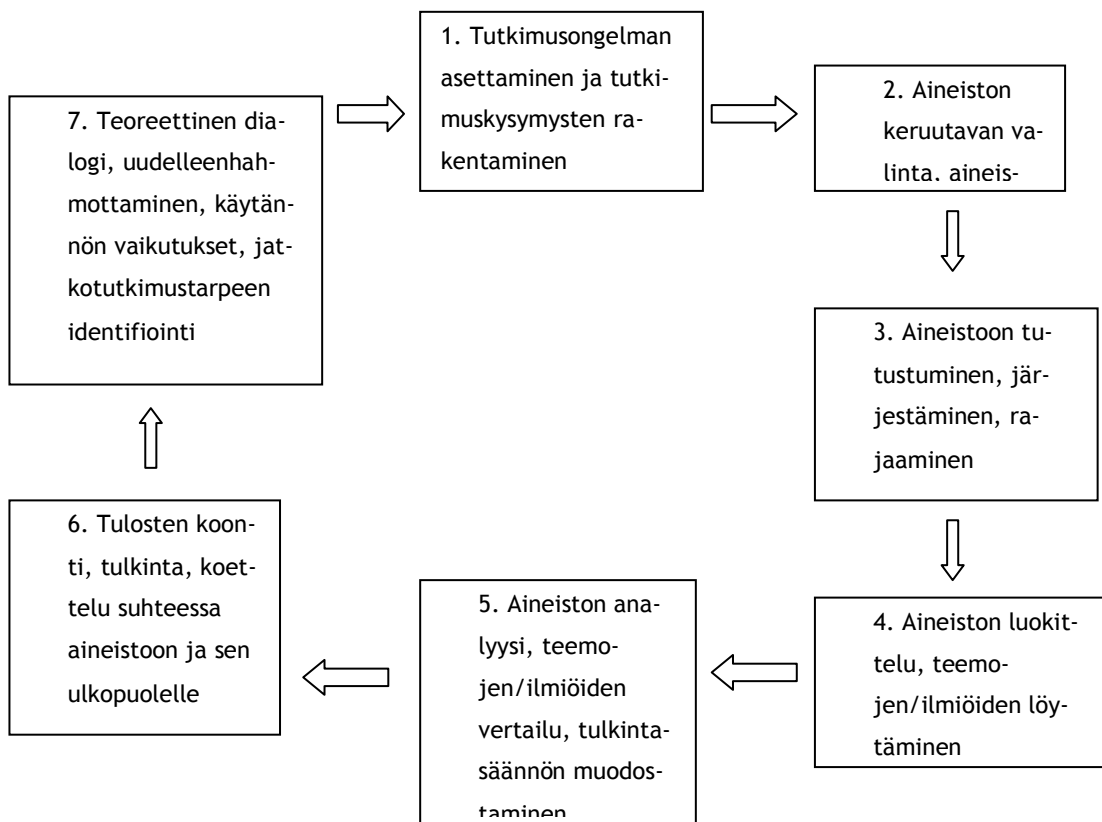 1. Tutkimusongelman
asettaminen ja tutki-
muskysymysten ra-
kentaminen
2. Aineiston
keruutavan va-
linta. aineis-
3. Aineistoon tu-
tustuminen, jär-
jestäminen, ra-
jaaminen
4. Aineiston luokit-
telu, teemo-
jen/ilmiöiden löy-
täminen
5. Aineiston ana-
lyysi, teemo-
jen/ilmiöiden
vertailu, tulkinta-
säännön muodos-
taminen
6. Tulosten koon-
ti, tulkinta, koet-
telu suhteessa
aineistoon ja sen
ulkopuolelle
7. Teoreettinen dia-
logi, uudelleenhah-
mottaminen, käytän-
nön vaikutukset, jat-
kotutkimustarpeen
identifiointi